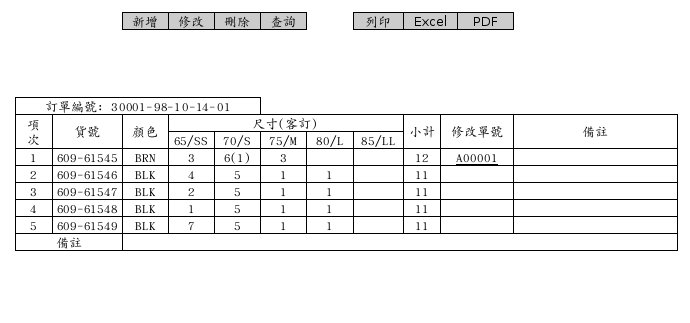 新增 修改 刪除 查詢 列印 Excel PDF
訂單編號: 30001-98-10-14-01
項次 貨號 顏色 尺寸(客訂) 小計 修改單號 備註
65/SS 70/S 75/M 80/L 85/LL
1 609-61545 BRN 3 6(1) 3 12 A00001
2 609-61546 BLK 4 5 1 1 11
3 609-61547 BLK 2 5 1 1 11
4 609-61548 BLK 1 5 1 1 11
5 609-61549 BLK 7 5 1 1 11
備註